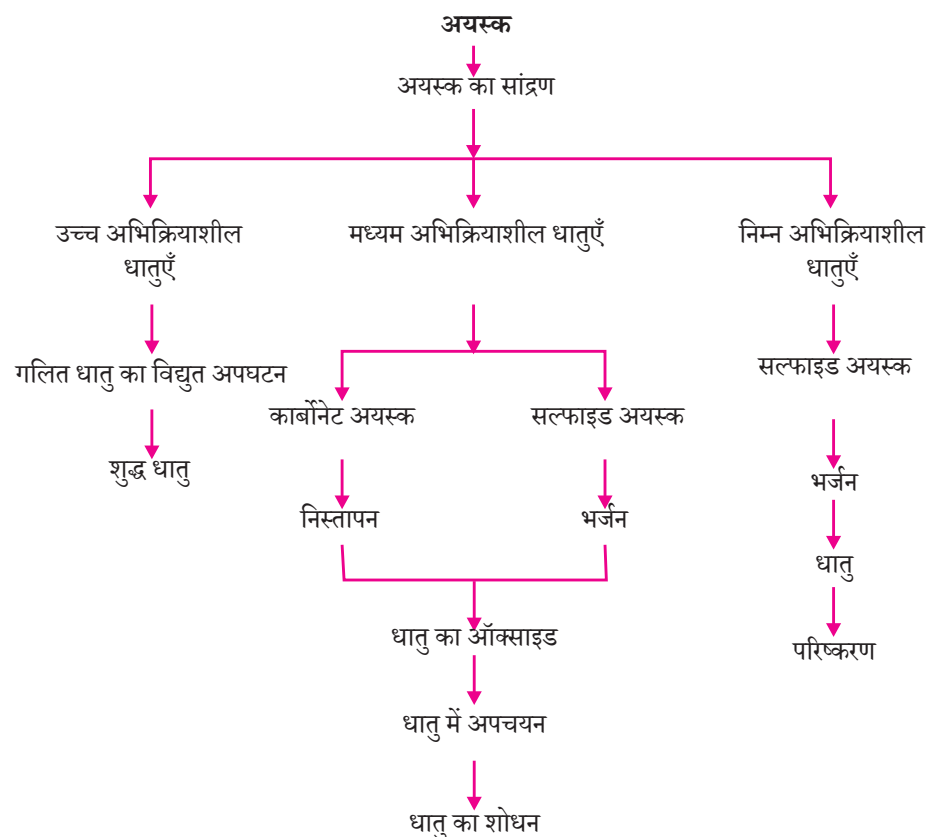 अयस्क
अयस्क का सांद्रण
उच्च अभिक्रियाशील
धातुएँ
मध्यम अभिक्रियाशील धातुएँ
निम्न अभिक्रियाशील
धातुएँ
गलित धातु का विद्युत अपघटन
शुद्ध धातु
कार्बोनेट अयस्क
सल्फाइड अयस्क
निस्तापन
भर्जन
धातु का ऑक्साइड
धातु में अपचयन
धातु का शोधन
सल्फाइड अयस्क
भर्जन
धातु
परिष्करण